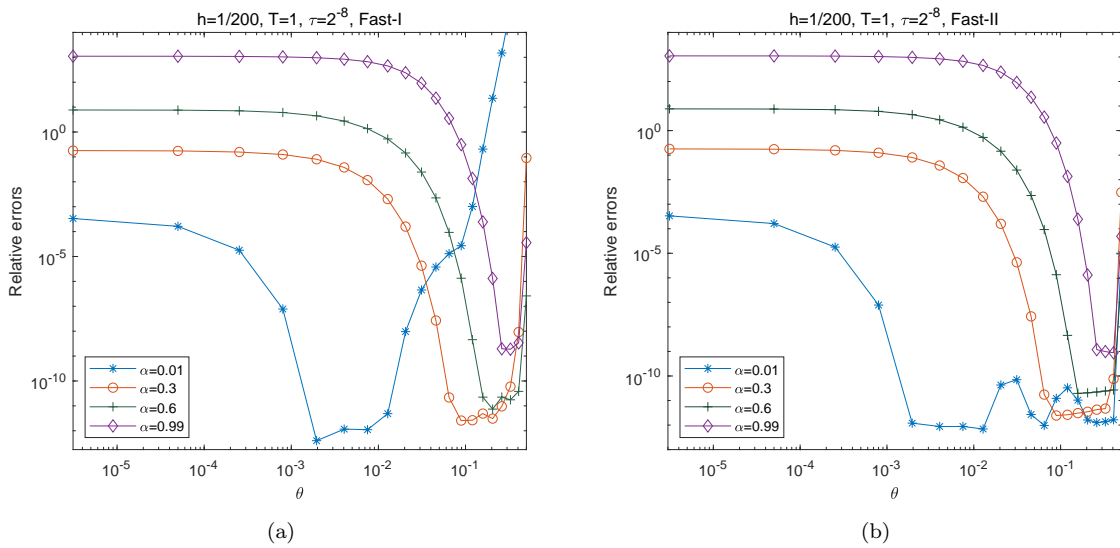 h=1/200, T=1, τ=2^-8, Fast-I
Relative errors
10^0
10^-5
10^-10
α=0.01
α=0.3
α=0.6
α=0.99
10^-5
10^-4
10^-3
10^-2
10^-1
θ
(a)
h=1/200, T=1, τ=2^-8, Fast-II
Relative errors
10^0
10^-5
10^-10
α=0.01
α=0.3
α=0.6
α=0.99
10^-5
10^-4
10^-3
10^-2
10^-1
θ
(b)